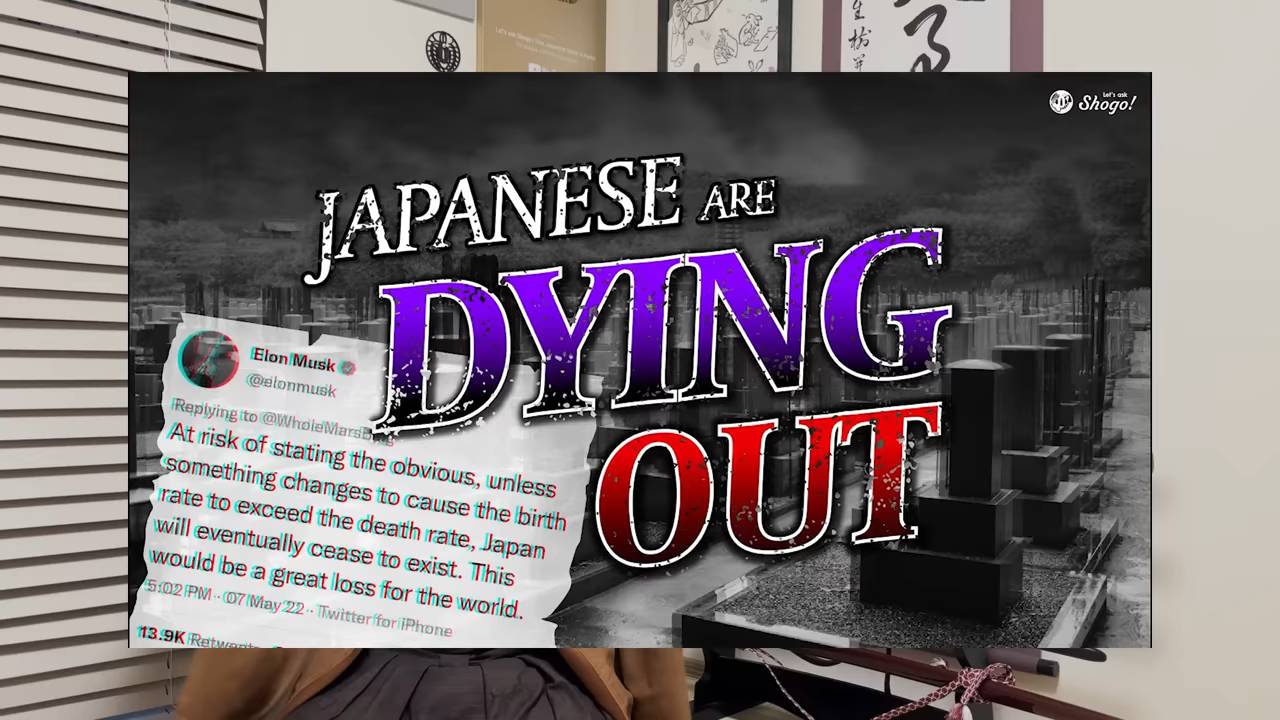 Let's ask
Shogo!
JAPANESE ARE
DYING
OUT
Elon Musk
@elonmusk
Replying to @WholeMarsBlog
At risk of stating the obvious, unless
something changes to cause the birth
rate to exceed the death rate, Japan
will eventually cease to exist. This
would be a great loss for the world.
5:02 PM · 07 May 22 · Twitter for iPhone
13.9K Retweets